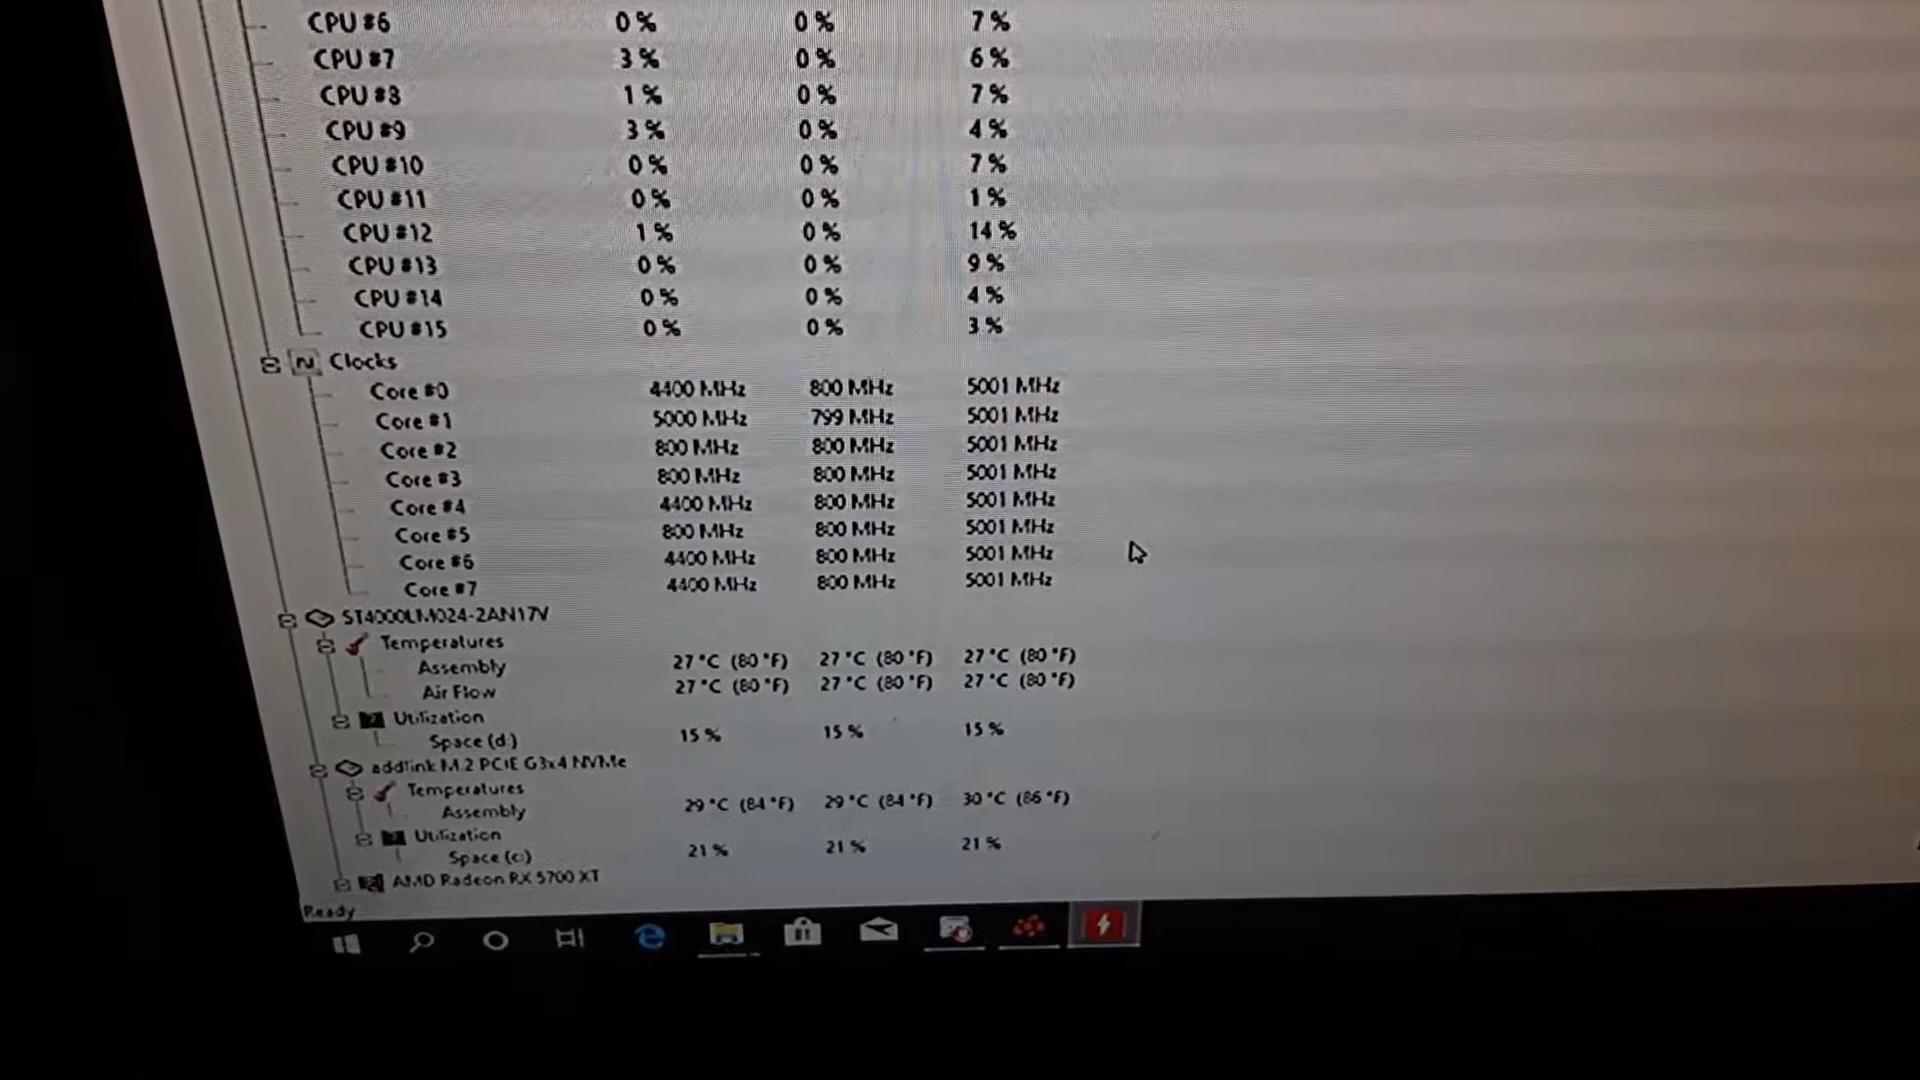 CPU #6 0 % 0 % 7 %
CPU #7 3 % 0 % 6 %
CPU #8 1 % 0 % 7 %
CPU #9 3 % 0 % 4 %
CPU #10 0 % 0 % 7 %
CPU #11 0 % 0 % 1 %
CPU #12 1 % 0 % 14 %
CPU #13 0 % 0 % 9 %
CPU #14 0 % 0 % 4 %
CPU #15 0 % 0 % 3 %
Clocks
Core #0 4400 MHz 800 MHz 5001 MHz
Core #1 5000 MHz 799 MHz 5001 MHz
Core #2 800 MHz 800 MHz 5001 MHz
Core #3 800 MHz 800 MHz 5001 MHz
Core #4 4400 MHz 800 MHz 5001 MHz
Core #5 800 MHz 800 MHz 5001 MHz
Core #6 4400 MHz 800 MHz 5001 MHz
Core #7 4400 MHz 800 MHz 5001 MHz
ST4000LM024-2AN17V
Temperatures
Assembly 27 °C (80 °F) 27 °C (80 °F) 27 °C (80 °F)
Air Flow 27 °C (80 °F) 27 °C (80 °F) 27 °C (80 °F)
Utilization
Space (d:) 15 % 15 % 15 %
addlink M.2 PCIE G3x4 NVMe
Temperatures
Assembly 29 °C (84 °F) 29 °C (84 °F) 30 °C (86 °F)
Utilization
Space (c:) 21 % 21 % 21 %
AMD Radeon RX 5700 XT
Ready